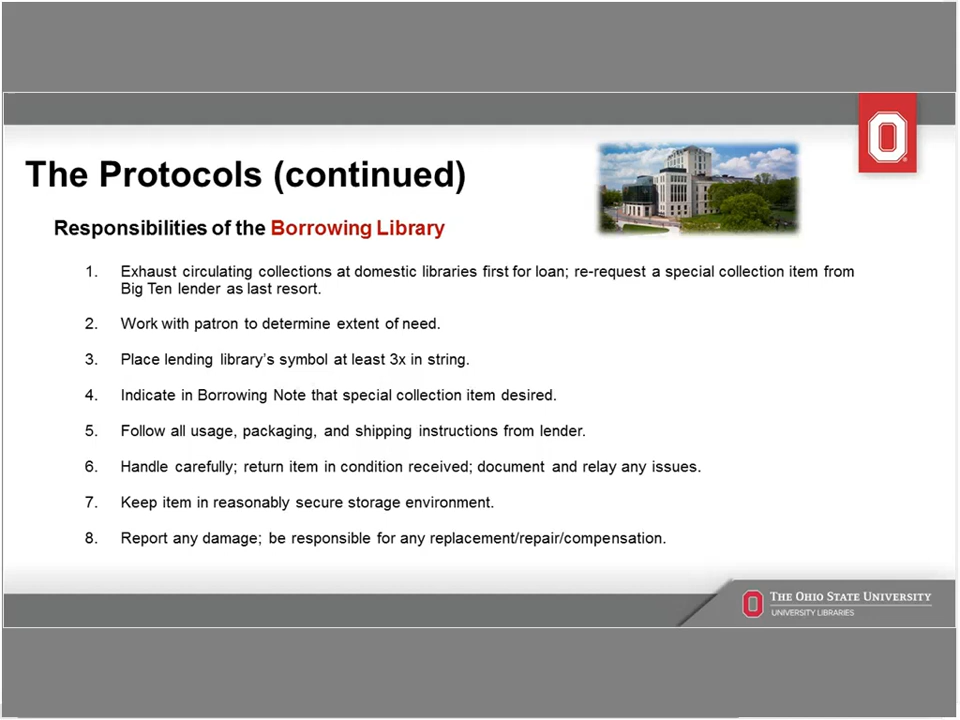 The Protocols (continued)
Responsibilities of the Borrowing Library
1. Exhaust circulating collections at domestic libraries first for loan; re-request a special collection item from
Big Ten lender as last resort.
2. Work with patron to determine extent of need.
3. Place lending library's symbol at least 3x in string.
4. Indicate in Borrowing Note that special collection item desired.
5. Follow all usage, packaging, and shipping instructions from lender.
6. Handle carefully; return item in condition received; document and relay any issues.
7. Keep item in reasonably secure storage environment.
8. Report any damage; be responsible for any replacement/repair/compensation.
THE OHIO STATE UNIVERSITY
UNIVERSITY LIBRARIES